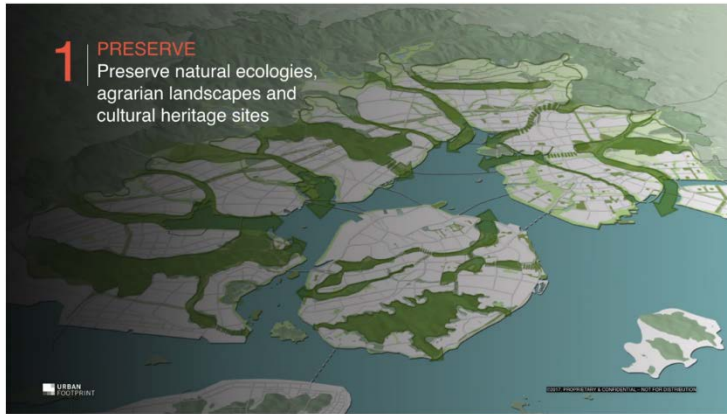 1
PRESERVE
Preserve natural ecologies,
agrarian landscapes and
cultural heritage sites
URBAN
FOOTPRINT
©2017, PROPRIETARY & CONFIDENTIAL – NOT FOR DISTRIBUTION